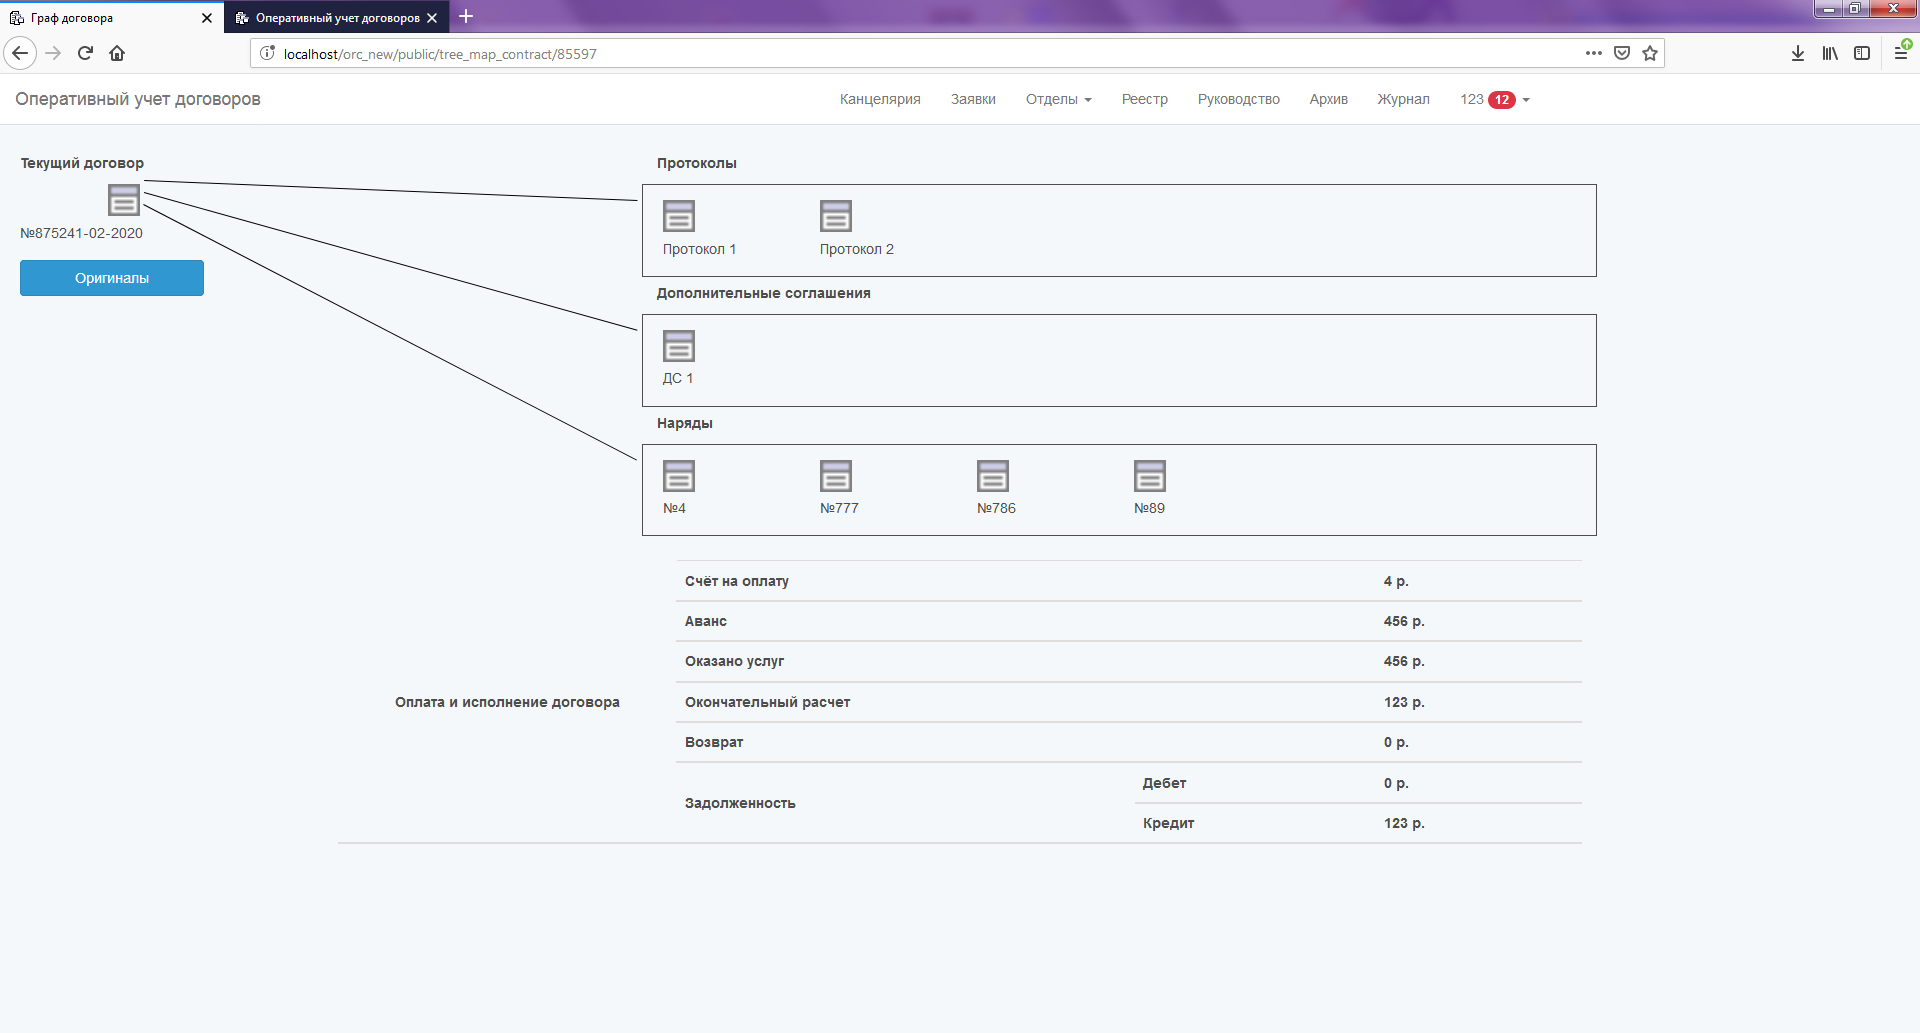 Граф договора
Оперативный учет договоров
localhost/orc_new/public/tree_map_contract/85597
Оперативный учет договоров
Канцелярия Заявки Отделы Реестр Руководство Архив Журнал 123 12
Текущий договор
№875241-02-2020
Оригиналы
Протоколы
Протокол 1 Протокол 2
Дополнительные соглашения
ДС 1
Наряды
№4 №777 №786 №89
Оплата и исполнение договора
Счёт на оплату 4 р.
Аванс 456 р.
Оказано услуг 456 р.
Окончательный расчет 123 р.
Возврат 0 р.
Задолженность
Дебет 0 р.
Кредит 123 р.